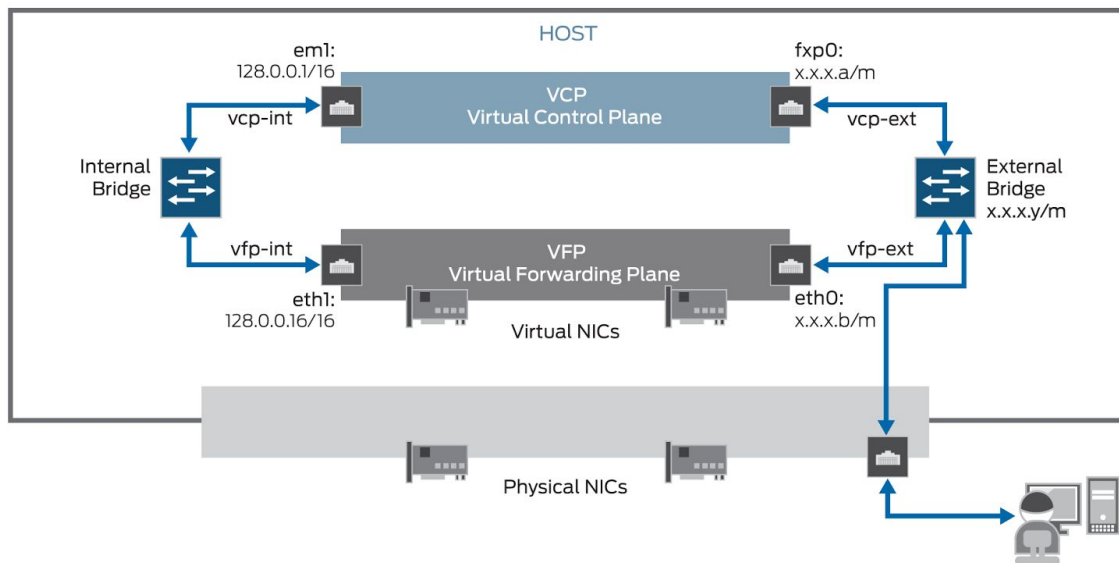 HOST
em1:
128.0.0.1/16
fxp0:
x.x.x.a/m
VCP
Virtual Control Plane
vcp-int
vcp-ext
Internal
Bridge
External
Bridge
x.x.x.y/m
vfp-int
VFP
Virtual Forwarding Plane
vfp-ext
eth1:
128.0.0.16/16
eth0:
x.x.x.b/m
Virtual NICs
Physical NICs